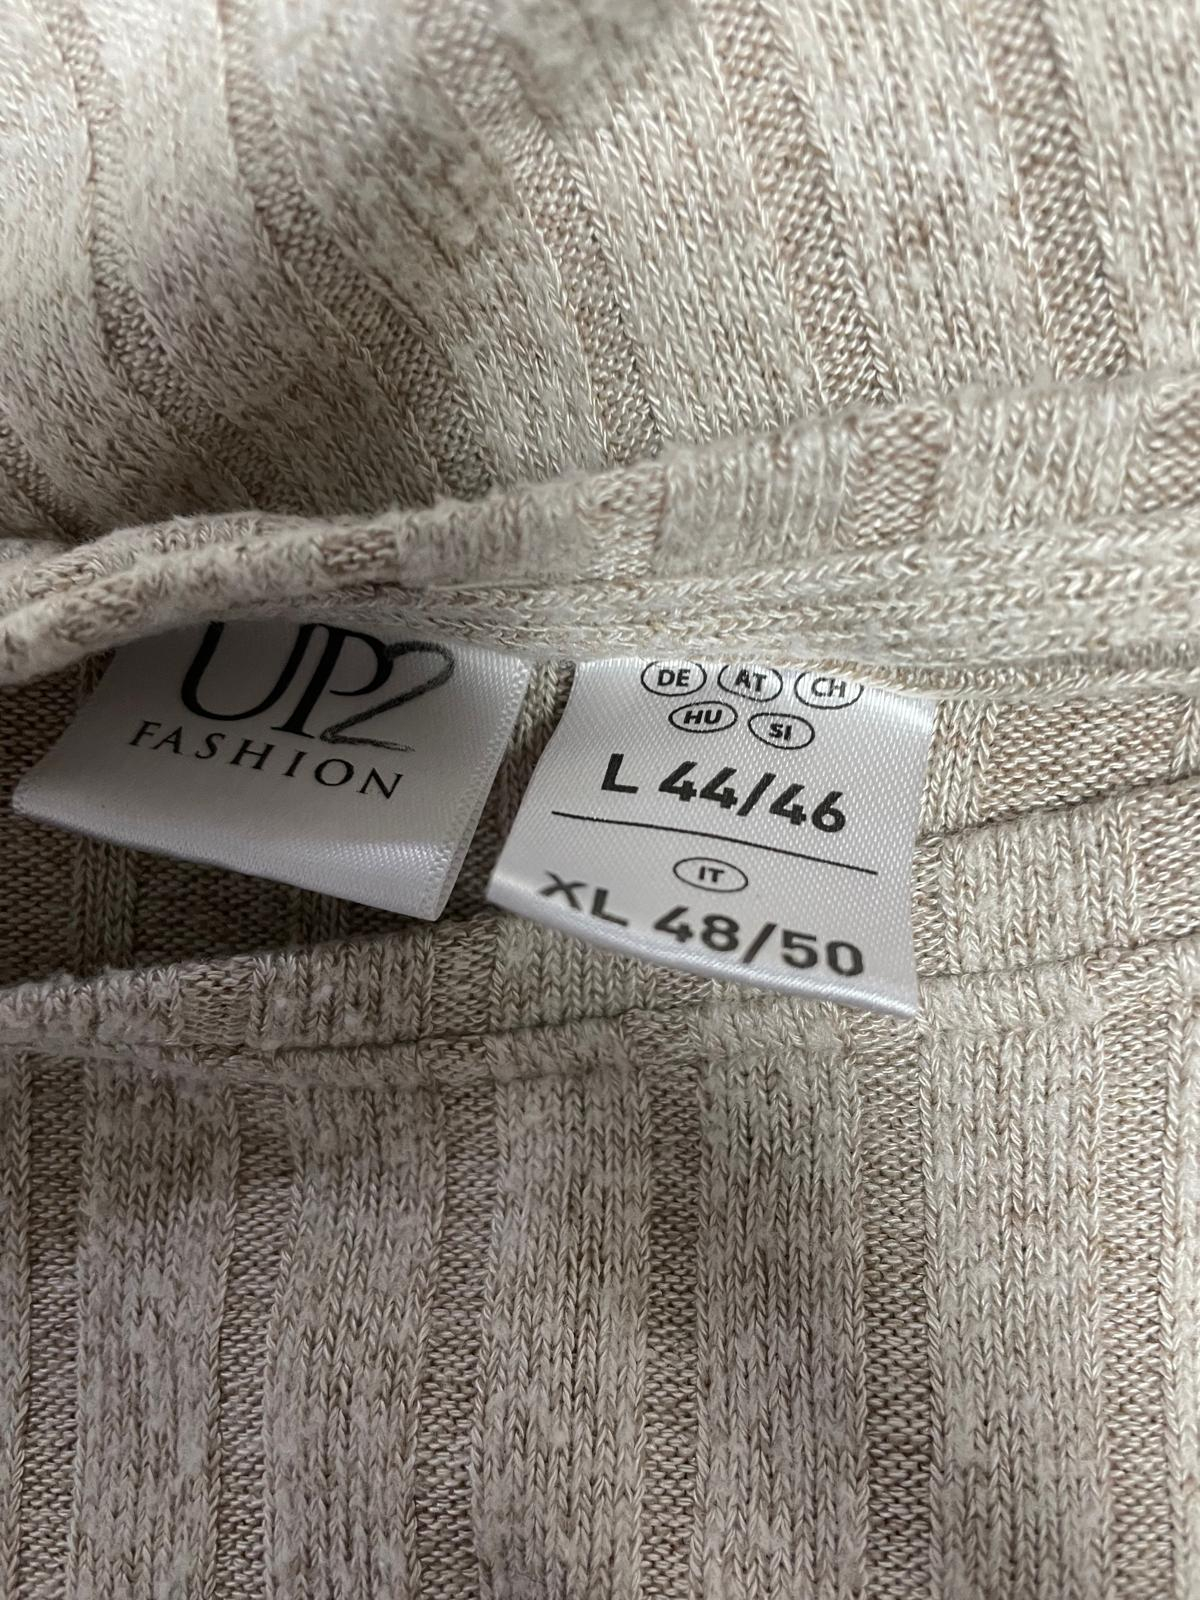 UP2
FASHION
DE AT CH
HU SI
L 44/46
IT
XL 48/50